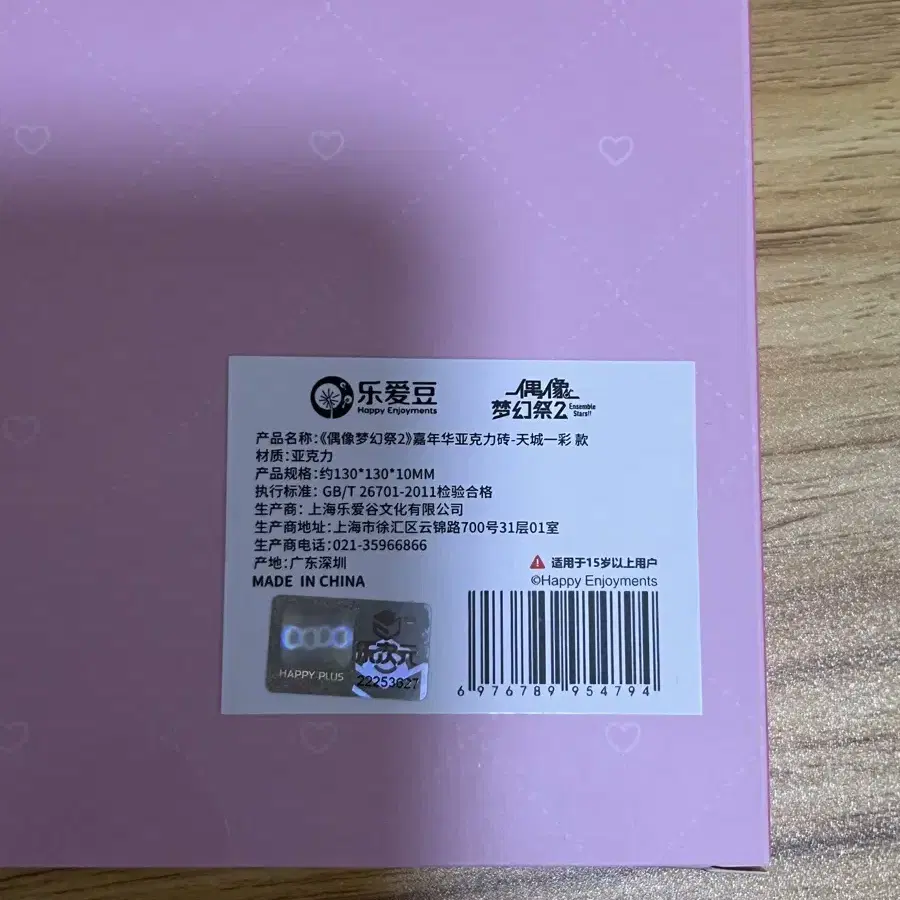 乐爱豆
Happy Enjoyments
偶像
梦幻祭2 Ensemble Stars!!
产品名称:《偶像梦幻祭2》嘉年华亚克力砖-天城一彩 款
材质:亚克力
产品规格:约130*130*10MM
执行标准: GB/T 26701-2011检验合格
生产商: 上海乐爱谷文化有限公司
生产商地址:上海市徐汇区云锦路700号31层01室
生产商电话:021-35966866
产地:广东深圳
MADE IN CHINA
适用于15岁以上用户
©Happy Enjoyments
HAPPY PLUS
22253627
6 976789 954794